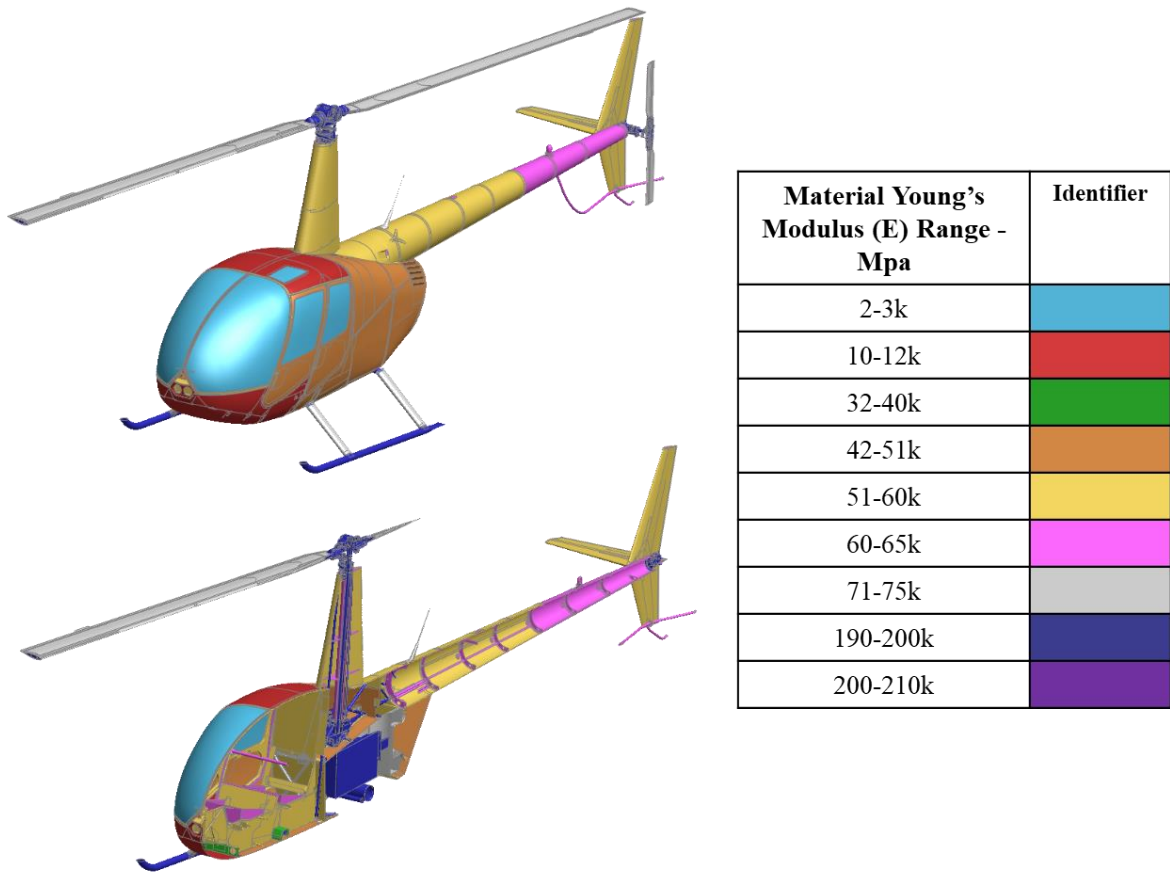 Material Young's
Modulus (E) Range -
Mpa
Identifier
2-3k
10-12k
32-40k
42-51k
51-60k
60-65k
71-75k
190-200k
200-210k